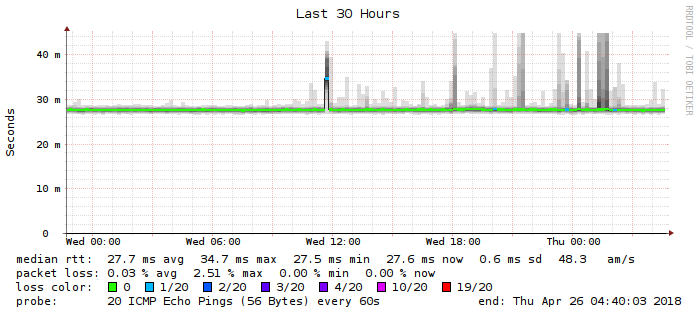 Last 30 Hours
RRDTOOL / TOBI OETIKER
Seconds
40 m
30 m
20 m
10 m
0
Wed 00:00 Wed 06:00 Wed 12:00 Wed 18:00 Thu 00:00
median rtt: 27.7 ms avg 34.7 ms max 27.5 ms min 27.6 ms now 0.6 ms sd 48.3 am/s
packet loss: 0.03 % avg 2.51 % max 0.00 % min 0.00 % now
loss color: 0 1/20 2/20 3/20 4/20 10/20 19/20
probe: 20 ICMP Echo Pings (56 Bytes) every 60s end: Thu Apr 26 04:40:03 2018